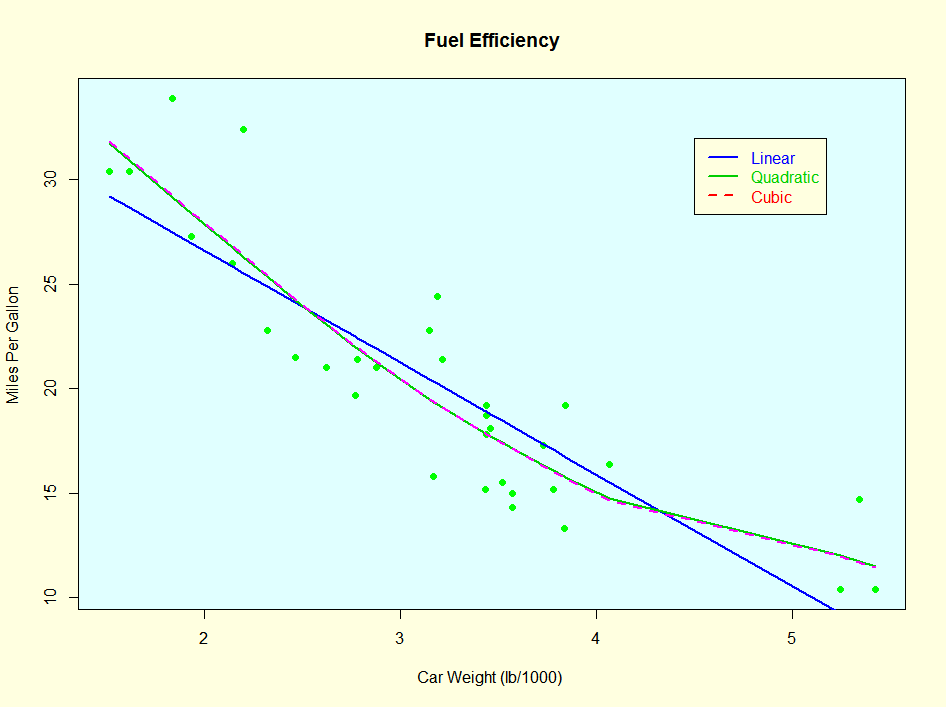 Fuel Efficiency
Linear
Quadratic
Cubic
Miles Per Gallon
30
25
20
15
10
2 3 4 5
Car Weight (lb/1000)